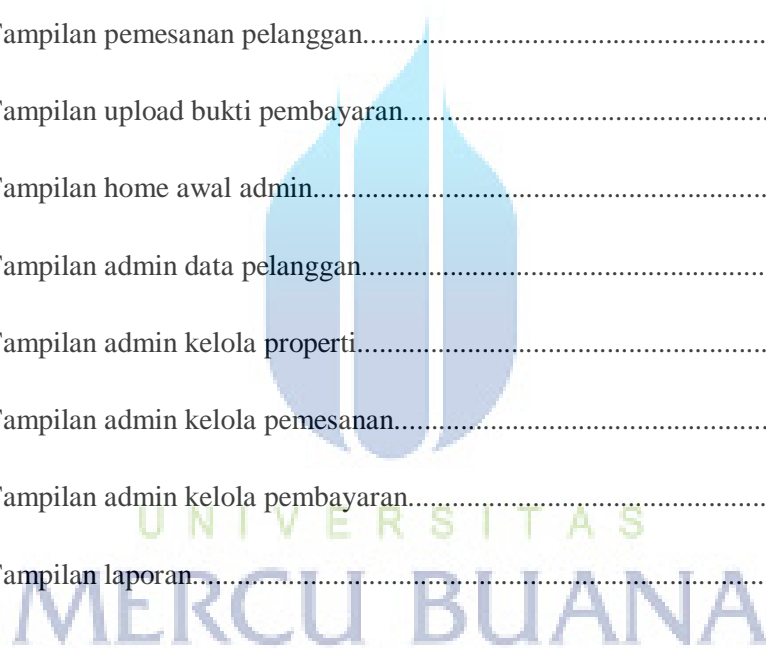 Tampilan pemesanan pelanggan.......................................................
Tampilan upload bukti pembayaran.................................................
Tampilan home awal admin..............................................................
Tampilan admin data pelanggan.......................................................
Tampilan admin kelola properti........................................................
Tampilan admin kelola pemesanan...................................................
Tampilan admin kelola pembayaran.................................................
UNIVERSITAS
Tampilan laporan.............................................................................
MERCU BUANA